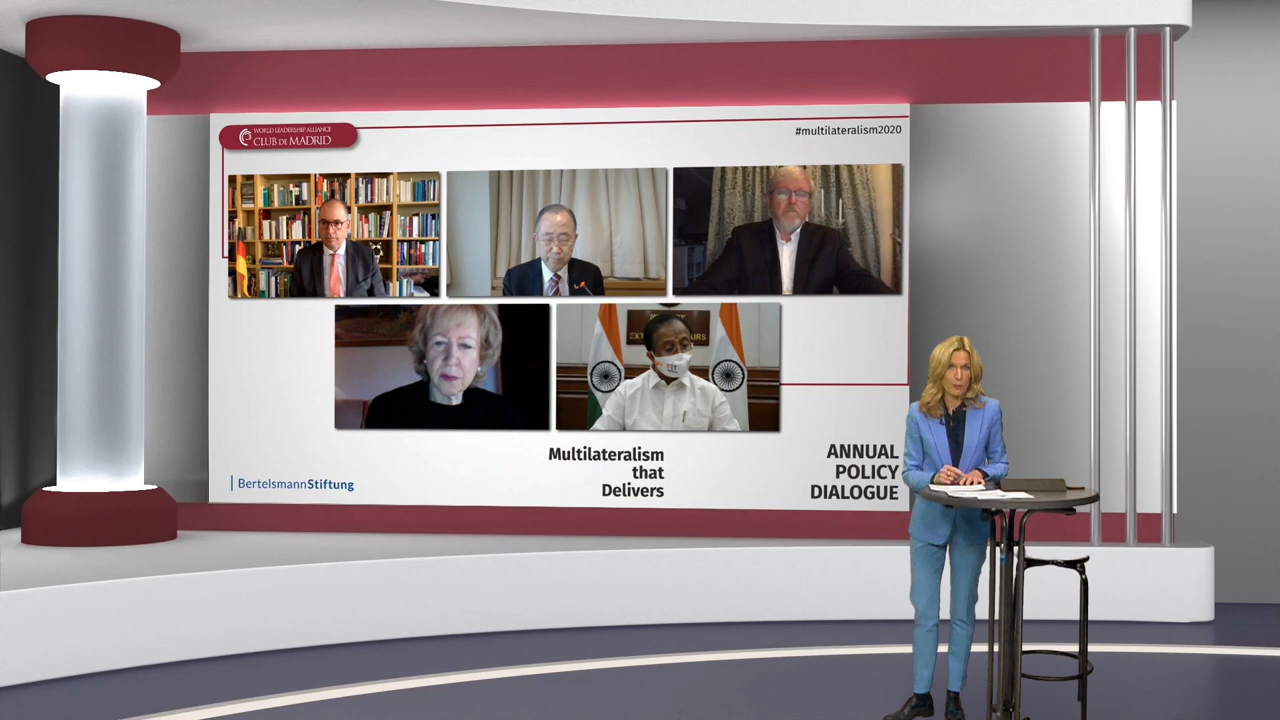 WORLD LEADERSHIP ALLIANCE
CLUB DE MADRID
#multilateralism2020
Multilateralism
that
Delivers
ANNUAL
POLICY
DIALOGUE
BertelsmannStiftung